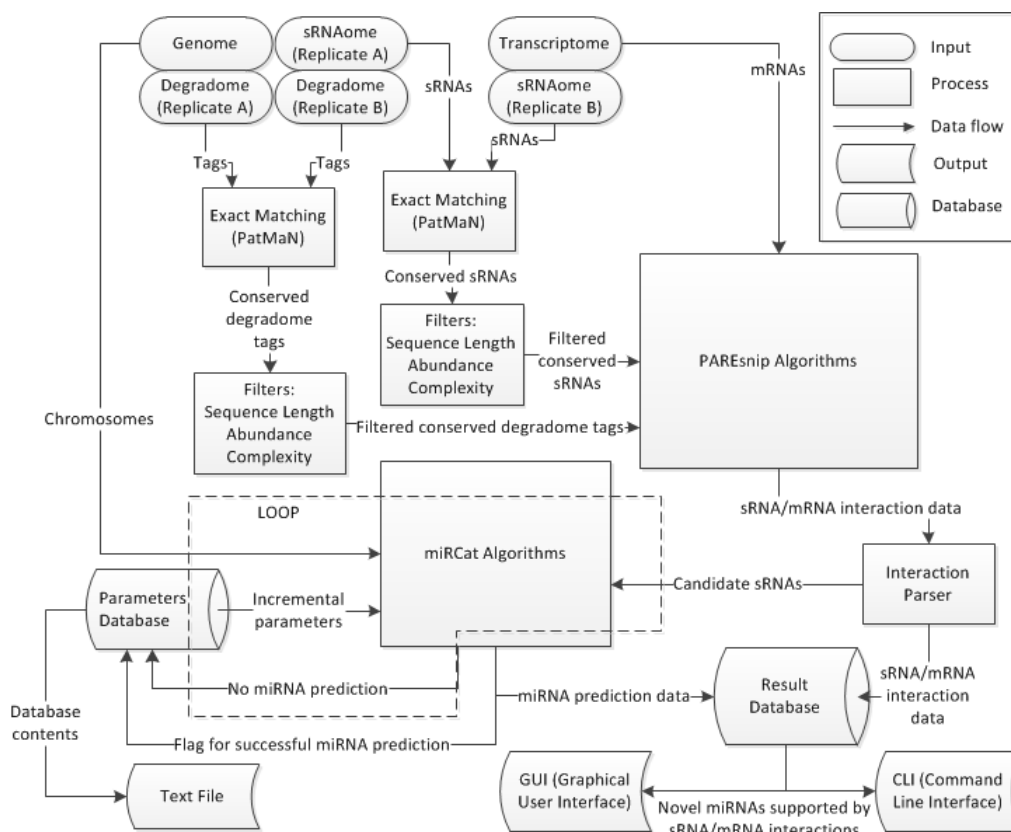 Genome
sRNAome
(Replicate A)
Degradome
(Replicate A)
Degradome
(Replicate B)
Transcriptome
sRNAome
(Replicate B)
sRNAs
mRNAs
sRNAs
Tags
Tags
Input
Process
Data flow
Output
Database
Exact Matching
(PatMaN)
Exact Matching
(PatMaN)
Conserved sRNAs
Conserved
degradome
tags
Filters:
Sequence Length
Abundance
Complexity
Filtered
conserved
sRNAs
PAREsnip Algorithms
Filters:
Sequence Length
Abundance
Complexity
Chromosomes
Filtered conserved degradome tags
LOOP
miRCat Algorithms
sRNA/mRNA interaction data
Candidate sRNAs
Interaction
Parser
Parameters
Database
Incremental
parameters
No miRNA prediction
miRNA prediction data
Result
Database
sRNA/mRNA
interaction
data
Database
contents
Flag for successful miRNA prediction
Text File
GUI (Graphical
User Interface)
CLI (Command
Line Interface)
Novel miRNAs supported by
sRNA/mRNA interactions